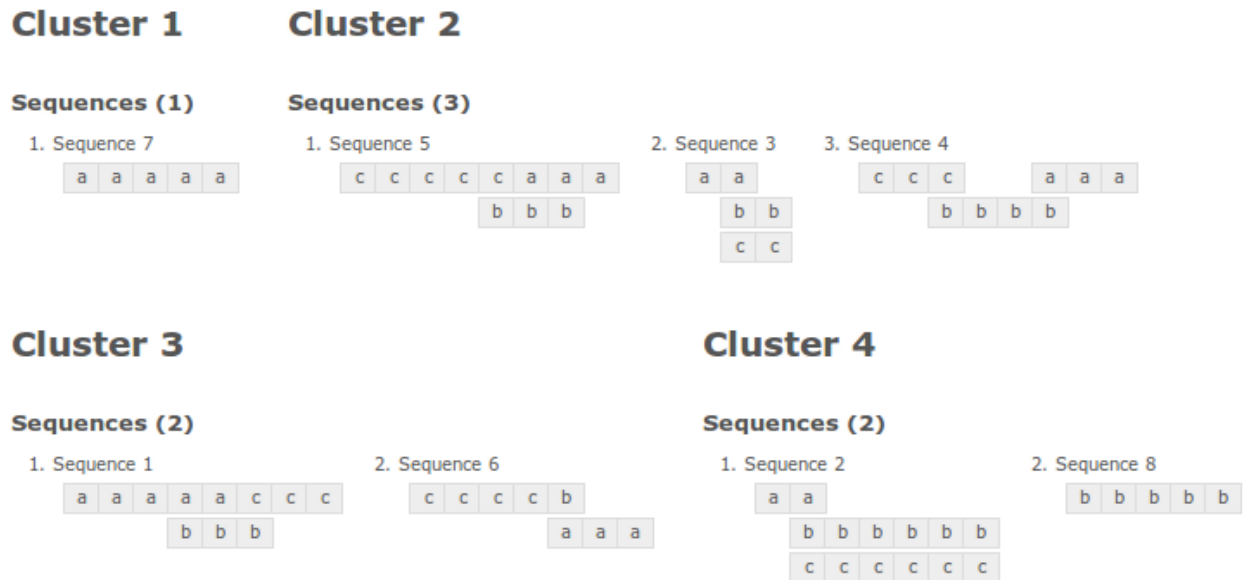 Cluster 1 Cluster 2
Sequences (1) Sequences (3)
1. Sequence 7 1. Sequence 5 2. Sequence 3 3. Sequence 4
a a a a a c c c c c a a a a a c c c a a a
b b b b b b b b b
c c
Cluster 3 Cluster 4
Sequences (2) Sequences (2)
1. Sequence 1 2. Sequence 6 1. Sequence 2 2. Sequence 8
a a a a a c c c c c c c b a a b b b b b
b b b a a a b b b b b b
c c c c c c